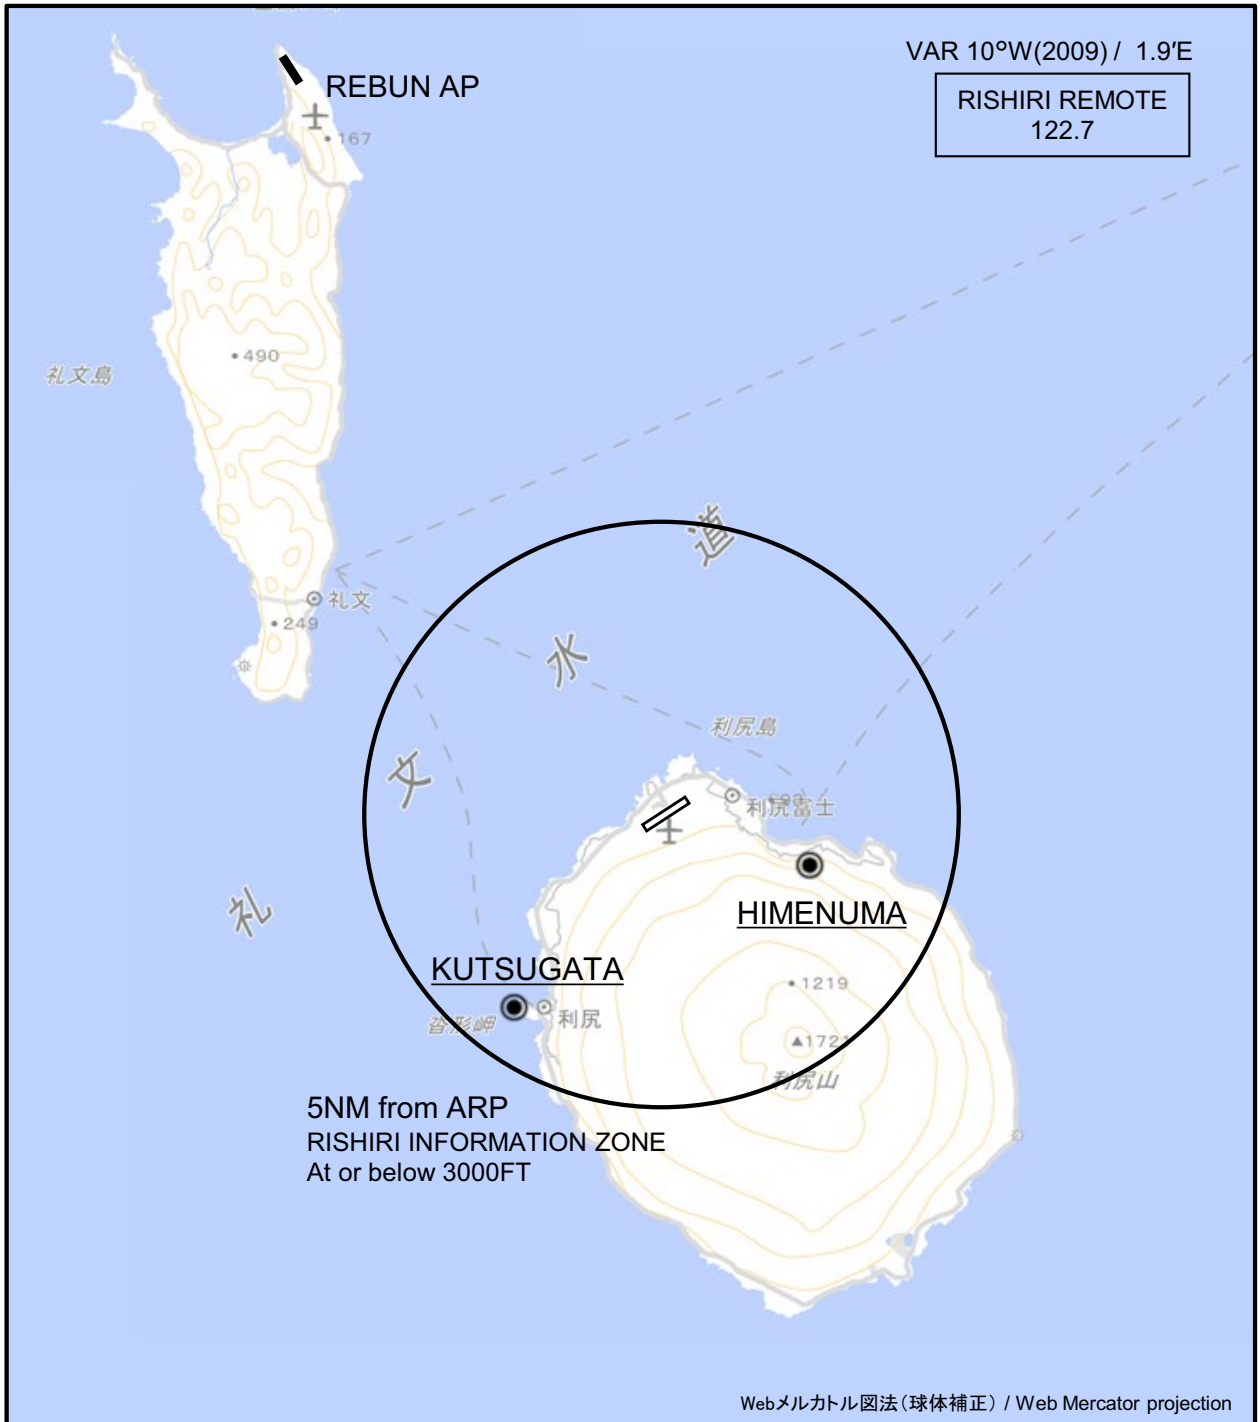 VAR 10°W(2009) / 1.9'E
RISHIRI REMOTE
122.7
REBUN AP
167
490
礼文島
道
礼文
249
水
利尻島
文
利尻富士
礼
HIMENUMA
KUTSUGATA
1219
沓形岬
利尻
1721
利尻山
5NM from ARP
RISHIRI INFORMATION ZONE
At or below 3000FT
Webメルカトル図法(球体補正) / Web Mercator projection